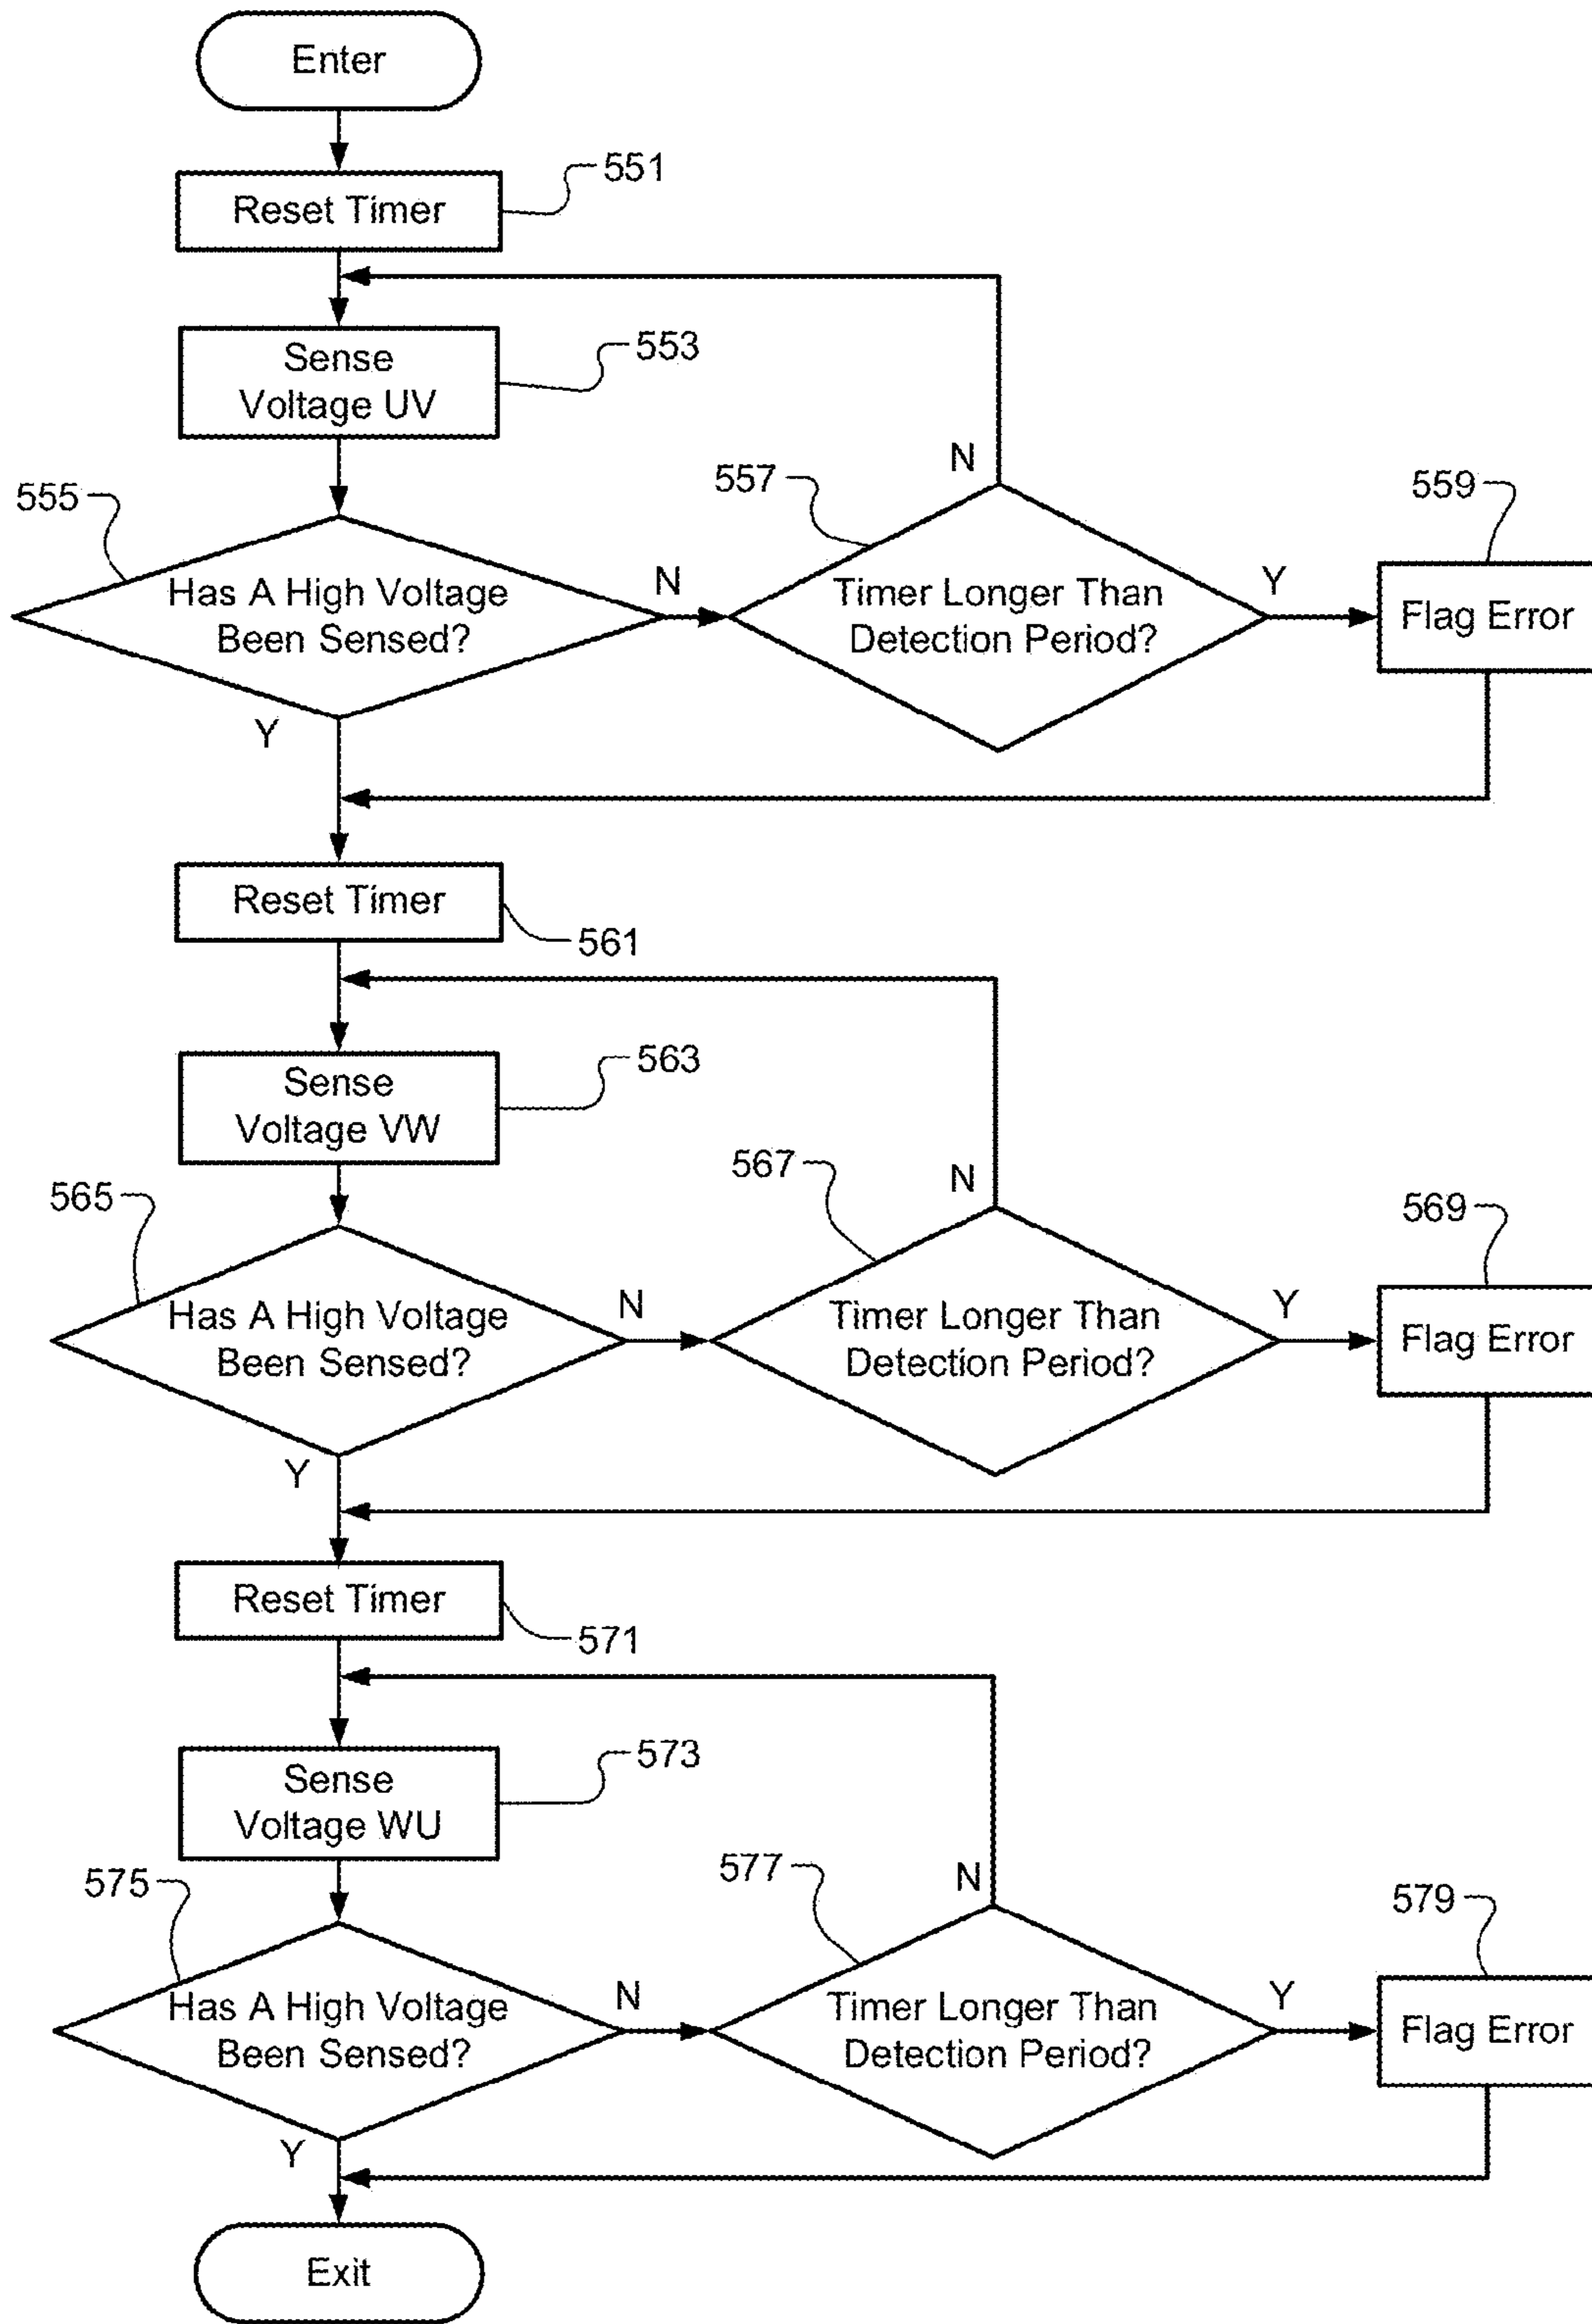 Enter
551
Reset Timer
553
Sense
Voltage UV
555
557
N
559
Has A High Voltage
Been Sensed?
N
Timer Longer Than
Detection Period?
Y
Flag Error
Y
Reset Timer
561
563
Sense
Voltage VW
565
567
N
569
Has A High Voltage
Been Sensed?
N
Timer Longer Than
Detection Period?
Y
Flag Error
Y
Reset Timer
571
573
Sense
Voltage WU
575
577
N
579
Has A High Voltage
Been Sensed?
N
Timer Longer Than
Detection Period?
Y
Flag Error
Y
Exit